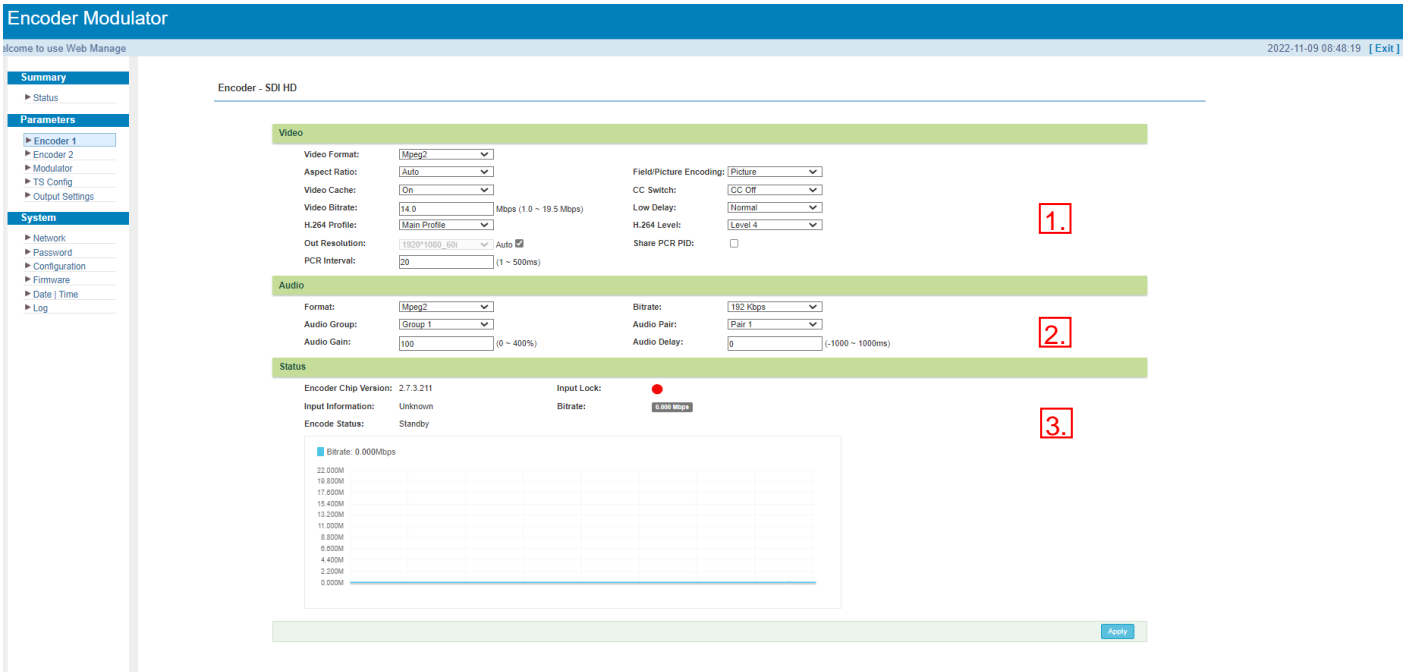 Encoder Modulator
elcome to use Web Manage
2022-11-09 08:48:19 [ Exit ]
Summary
Status
Parameters
Encoder 1
Encoder 2
Modulator
TS Config
Output Settings
System
Network
Password
Configuration
Firmware
Date | Time
Log
Encoder - SDI HD
Video
Video Format: Mpeg2
Aspect Ratio: Auto Field/Picture Encoding: Picture
Video Cache: On CC Switch: CC Off
Video Bitrate: 14.0 Mbps (1.0 ~ 19.5 Mbps) Low Delay: Normal
H.264 Profile: Main Profile H.264 Level: Level 4
Out Resolution: 1920*1080_60i Auto Share PCR PID:
PCR Interval: 20 (1 ~ 500ms)
1.
Audio
Format: Mpeg2 Bitrate: 192 Kbps
Audio Group: Group 1 Audio Pair: Pair 1
Audio Gain: 100 (0 ~ 400%) Audio Delay: 0 (-1000 ~ 1000ms)
2.
Status
Encoder Chip Version: 2.7.3.211 Input Lock:
Input Information: Unknown Bitrate: 0.000 Mbps
Encode Status: Standby
3.
Bitrate: 0.000Mbps
22.000M
19.800M
17.600M
15.400M
13.200M
11.000M
8.800M
6.600M
4.400M
2.200M
0.000M
Apply